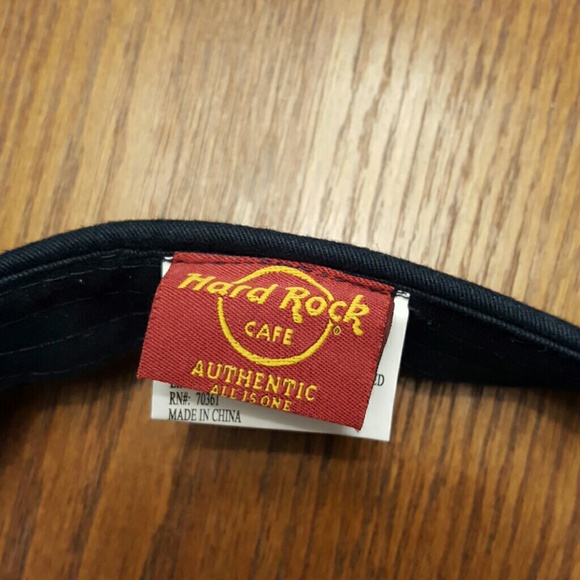 Hard Rock
CAFE
®
AUTHENTIC
ALL IS ONE
RN#: 70361
MADE IN CHINA